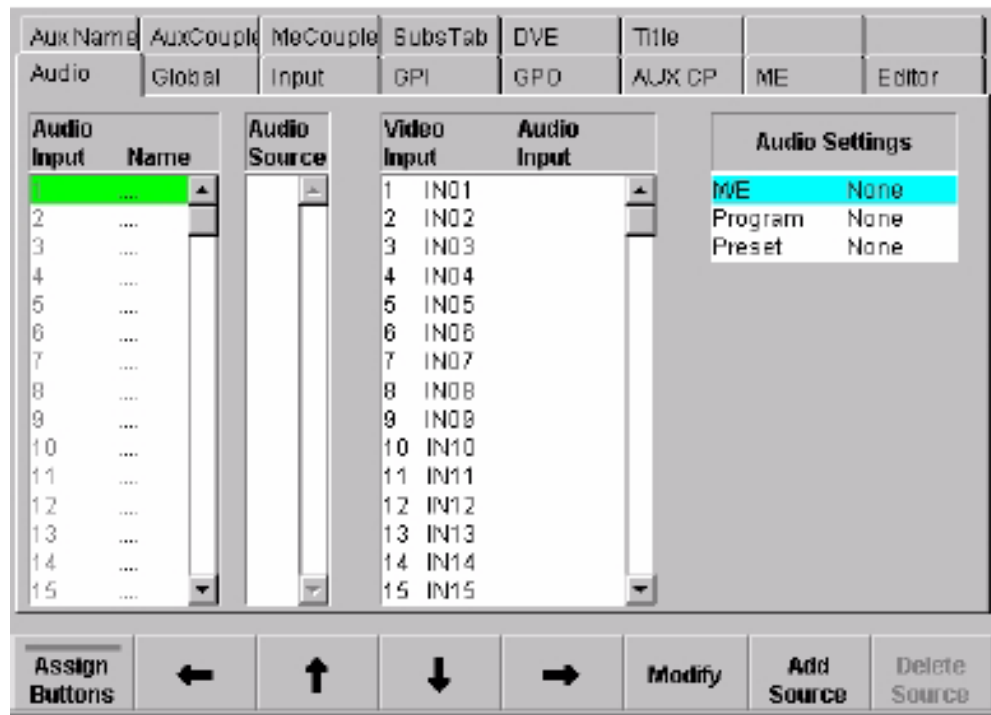 Aux Name AuxCouple MeCouple SubsTab DVE Title
Audio Global Input GPI GPO AUX CP ME Editor
Audio Input Name
Audio Source
Video Input Audio Input
Audio Settings
1 .... 1 IN01 M/E None
2 .... 2 IN02 Program None
3 .... 3 IN03 Preset None
4 .... 4 IN04
5 .... 5 IN05
6 .... 6 IN06
7 .... 7 IN07
8 .... 8 IN08
9 .... 9 IN09
10 .... 10 IN10
11 .... 11 IN11
12 .... 12 IN12
13 .... 13 IN13
14 .... 14 IN14
15 .... 15 IN15
Assign Buttons
Modify
Add Source
Delete Source